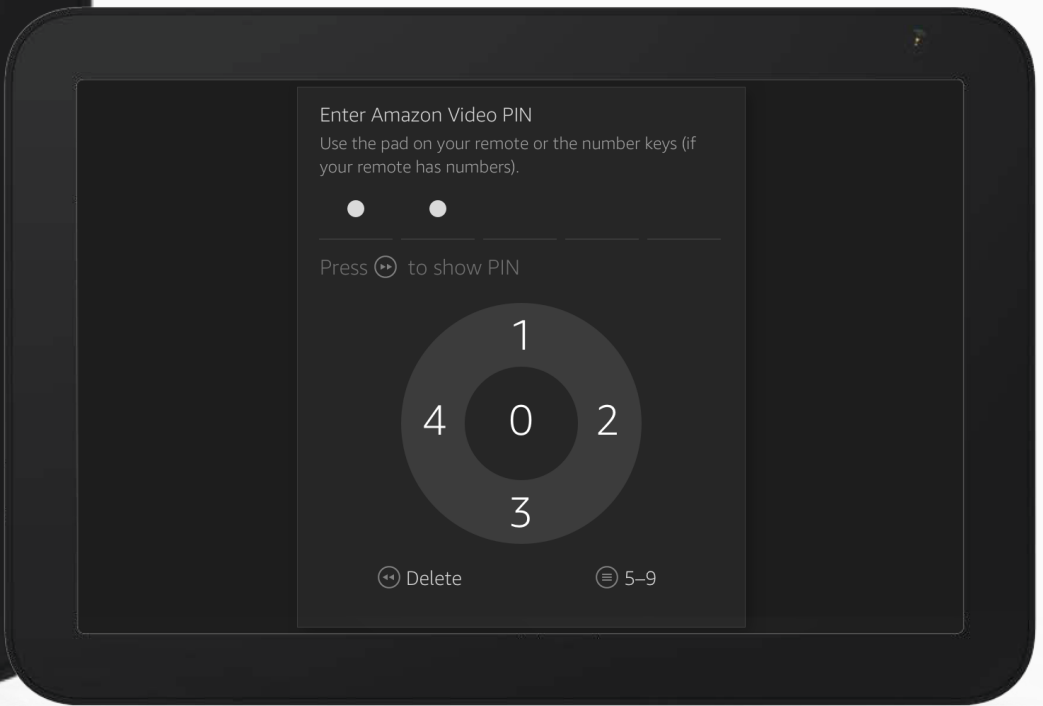 Enter Amazon Video PIN
Use the pad on your remote or the number keys (if
your remote has numbers).
Press to show PIN
1
4 0 2
3
Delete 5–9